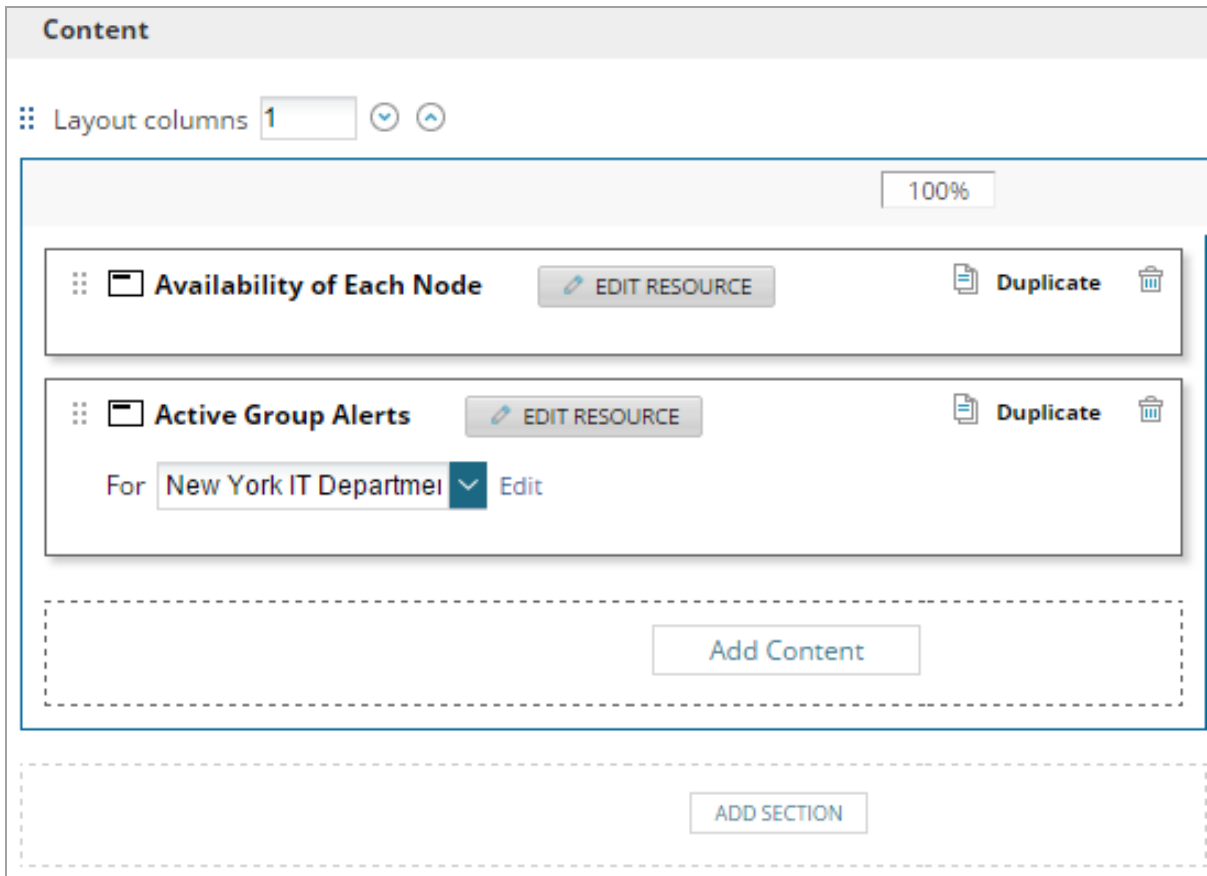 Content
Layout columns 1
100%
Availability of Each Node EDIT RESOURCE Duplicate
Active Group Alerts EDIT RESOURCE Duplicate
For New York IT Departmer Edit
Add Content
ADD SECTION